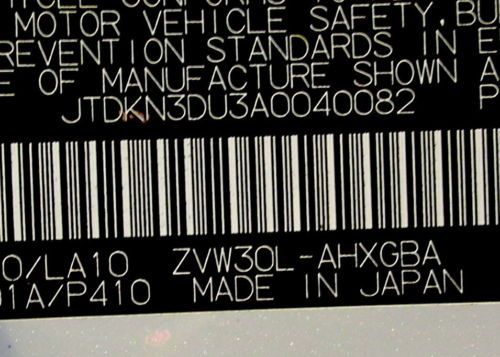 MOTOR VEHICLE SAFETY, BU
REVENTION STANDARDS IN E
E OF MANUFACTURE SHOWN A
JTDKN3DU3A0040082 P
0/LA10 ZVW30L-AHXGBA
01A/P410 MADE IN JAPAN